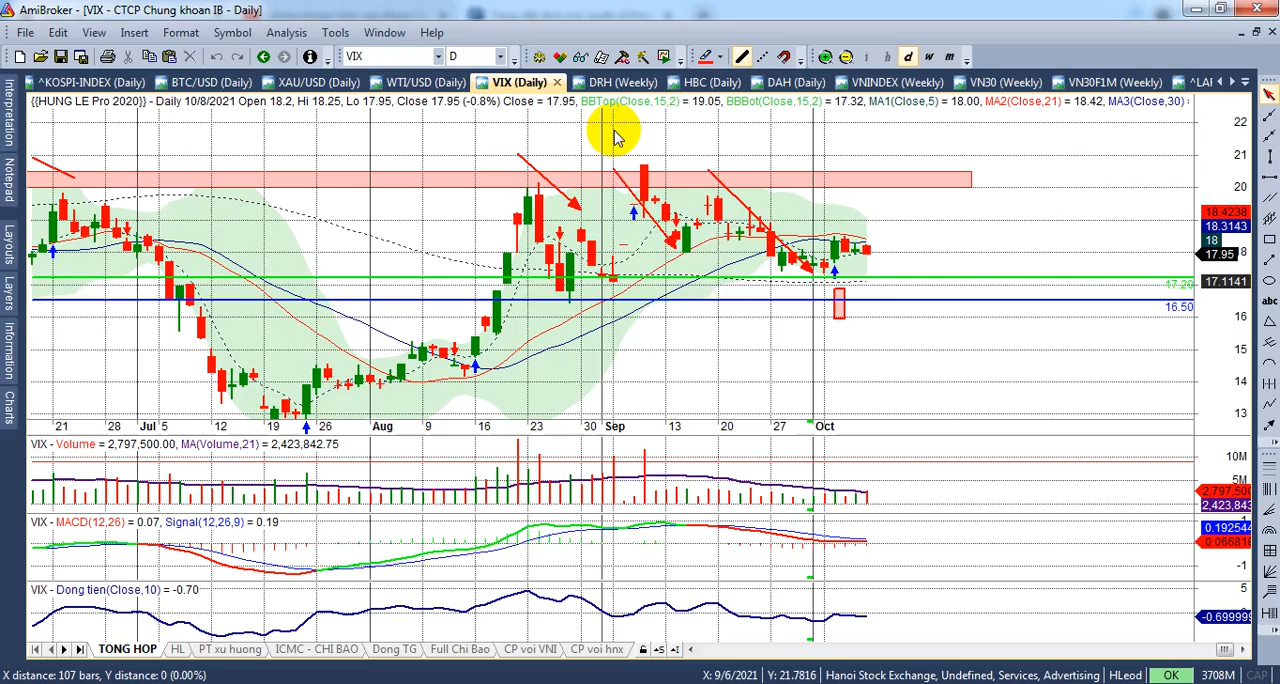 AmiBroker - [VIX - CTCP Chung khoan IB - Daily]
File Edit View Insert Format Symbol Analysis Tools Window Help
VIX D i h d w m
^KOSPI-INDEX (Daily) BTC/USD (Daily) XAU/USD (Daily) WTI/USD (Daily) VIX (Daily) DRH (Weekly) HBC (Daily) DAH (Daily) VNINDEX (Weekly) VN30 (Weekly) VN30F1M (Weekly) ^LAI
{{HUNG LE Pro 2020}} - Daily 10/8/2021 Open 18.2, Hi 18.25, Lo 17.95, Close 17.95 (-0.8%) Close = 17.95, BBTop(Close,15,2) = 19.05, BBBot(Close,15,2) = 17.32, MA1(Close,5) = 18.00, MA2(Close,21) = 18.42, MA3(Close,30) =
Interpretation
Notepad
Layouts
Layers
Information
Charts
abc
22
21
20
18.4238
18.3143
18
17.95 8
17.1141
17.20
16.50
16
15
14
13
21 28 Jul 5 12 19 26 Aug 9 16 23 30 Sep 13 20 27 Oct
VIX - Volume = 2,797,500.00, MA(Volume,21) = 2,423,842.75
10M
5M
2,797,500
2,423,84
VIX - MACD(12,26) = 0.07, Signal(12,26,9) = 0.19
0.192544
0.066818
-1
VIX - Dong tien(Close,10) = -0.70
5
-0.699999
TONG HOP HL PT xu huong ICMC - CHI BAO Dong TG Full Chi Bao CP voi VNI CP voi hnx
X distance: 107 bars, Y distance: 0 (0.00%) X: 9/6/2021 Y: 21.7816 Hanoi Stock Exchange, Undefined, Services, Advertising HLeod OK 3708M CAP